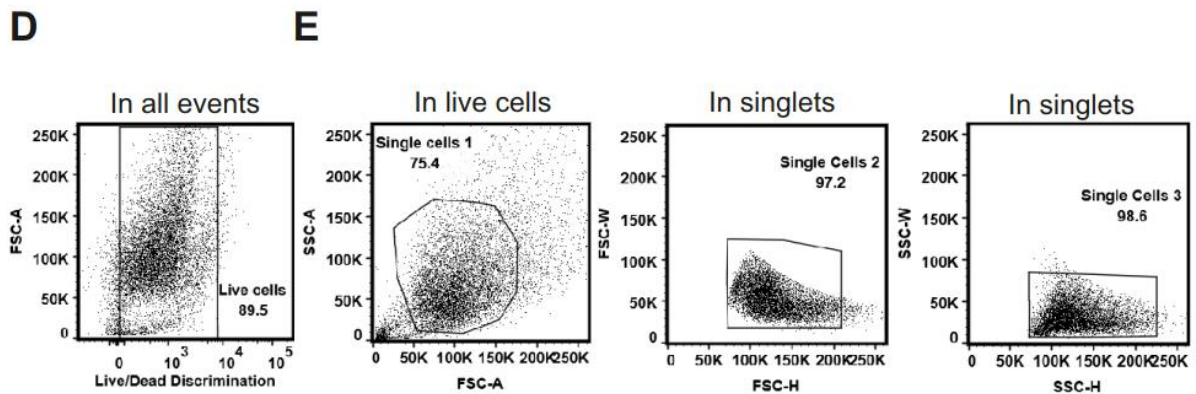 D
E
In all events
250K
200K
150K
100K
50K
0
FSC-A
Live cells
89.5
0
10^3
10^4
10^5
Live/Dead Discrimination
In live cells
250K
200K
150K
100K
50K
0
SSC-A
Single cells 1
75.4
0
50K
100K
150K
200K
250K
FSC-A
In singlets
250K
200K
150K
100K
50K
0
FSC-W
Single Cells 2
97.2
0
50K
100K
150K
200K
250K
FSC-H
In singlets
250K
200K
150K
100K
50K
0
SSC-W
Single Cells 3
98.6
0
50K
100K
150K
200K
250K
SSC-H